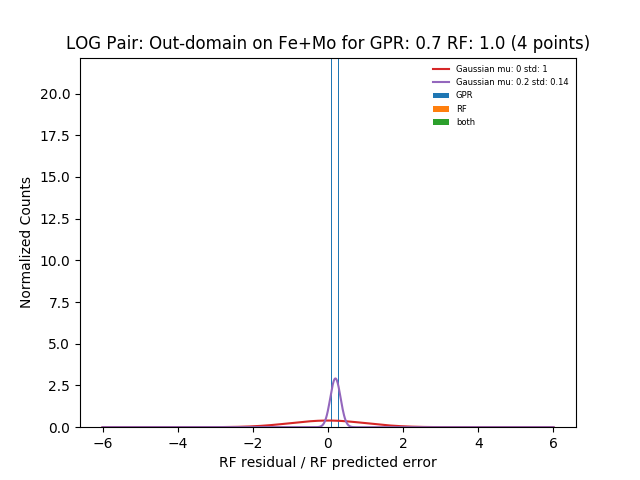 LOG Pair: Out-domain on Fe+Mo for GPR: 0.7 RF: 1.0 (4 points)
Gaussian mu: 0 std: 1
Gaussian mu: 0.2 std: 0.14
GPR
RF
both
20.0
17.5
15.0
12.5
10.0
7.5
5.0
2.5
0.0
Normalized Counts
−6 −4 −2 0 2 4 6
RF residual / RF predicted error